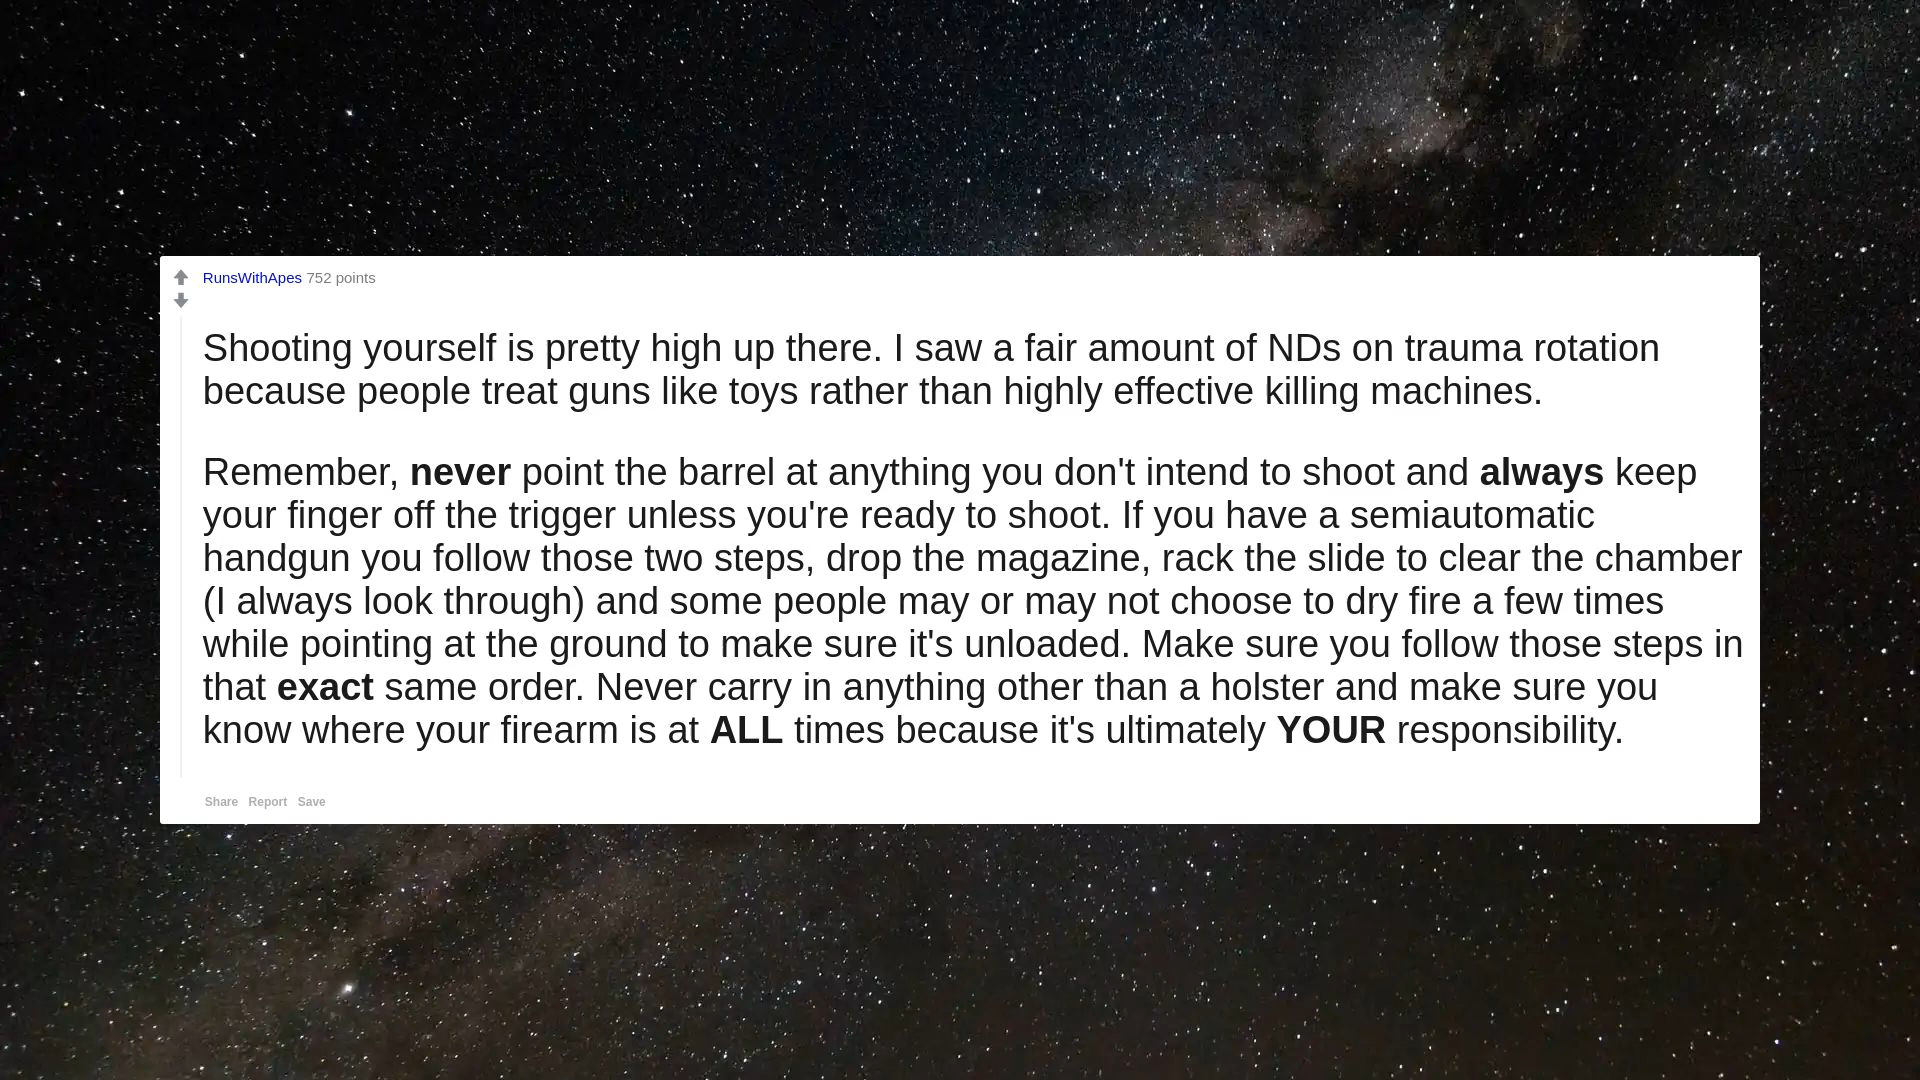 RunsWithApes 752 points
Shooting yourself is pretty high up there. I saw a fair amount of NDs on trauma rotation
because people treat guns like toys rather than highly effective killing machines.
Remember, never point the barrel at anything you don't intend to shoot and always keep
your finger off the trigger unless you're ready to shoot. If you have a semiautomatic
handgun you follow those two steps, drop the magazine, rack the slide to clear the chamber
(I always look through) and some people may or may not choose to dry fire a few times
while pointing at the ground to make sure it's unloaded. Make sure you follow those steps in
that exact same order. Never carry in anything other than a holster and make sure you
know where your firearm is at ALL times because it's ultimately YOUR responsibility.
Share Report Save